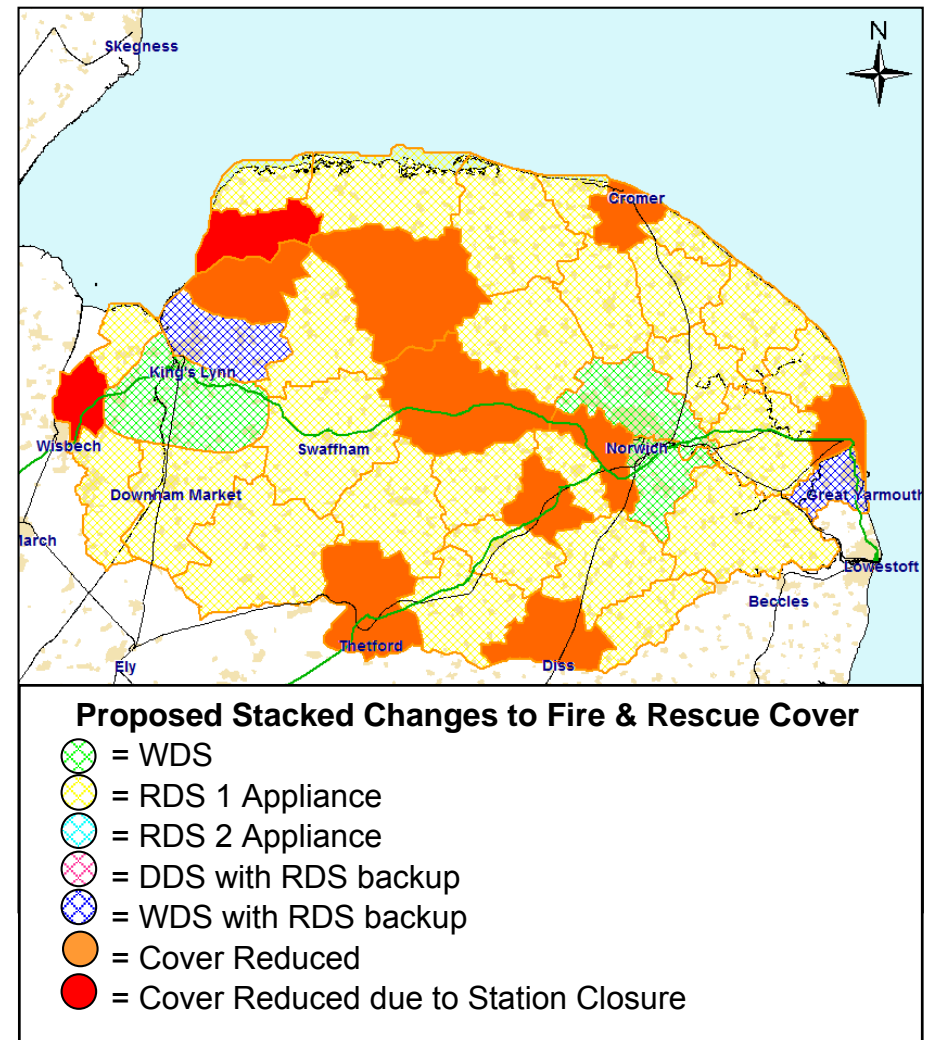 Skegness
N
Cromer
King's Lynn
Wisbech
Swaffham
Norwich
Downham Market
Great Yarmouth
March
Lowestoft
Beccles
Thetford
Ely
Diss
Proposed Stacked Changes to Fire & Rescue Cover
= WDS
= RDS 1 Appliance
= RDS 2 Appliance
= DDS with RDS backup
= WDS with RDS backup
= Cover Reduced
= Cover Reduced due to Station Closure